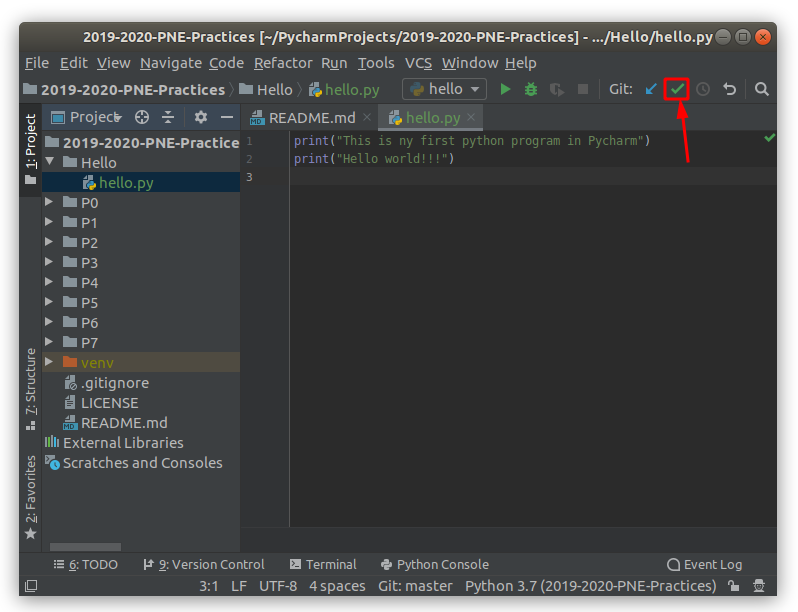 2019-2020-PNE-Practices [~/PycharmProjects/2019-2020-PNE-Practices] - .../Hello/hello.py
File Edit View Navigate Code Refactor Run Tools VCS Window Help
2019-2020-PNE-Practices Hello hello.py hello Git:
1: Project
7: Structure
2: Favorites
Project
2019-2020-PNE-Practice
Hello
hello.py
P0
P1
P2
P3
P4
P5
P6
P7
venv
.gitignore
LICENSE
README.md
External Libraries
Scratches and Consoles
README.md hello.py
1 print("This is ny first python program in Pycharm")
2 print("Hello world!!!")
3
6: TODO 9: Version Control Terminal Python Console Event Log
3:1 LF UTF-8 4 spaces Git: master Python 3.7 (2019-2020-PNE-Practices)